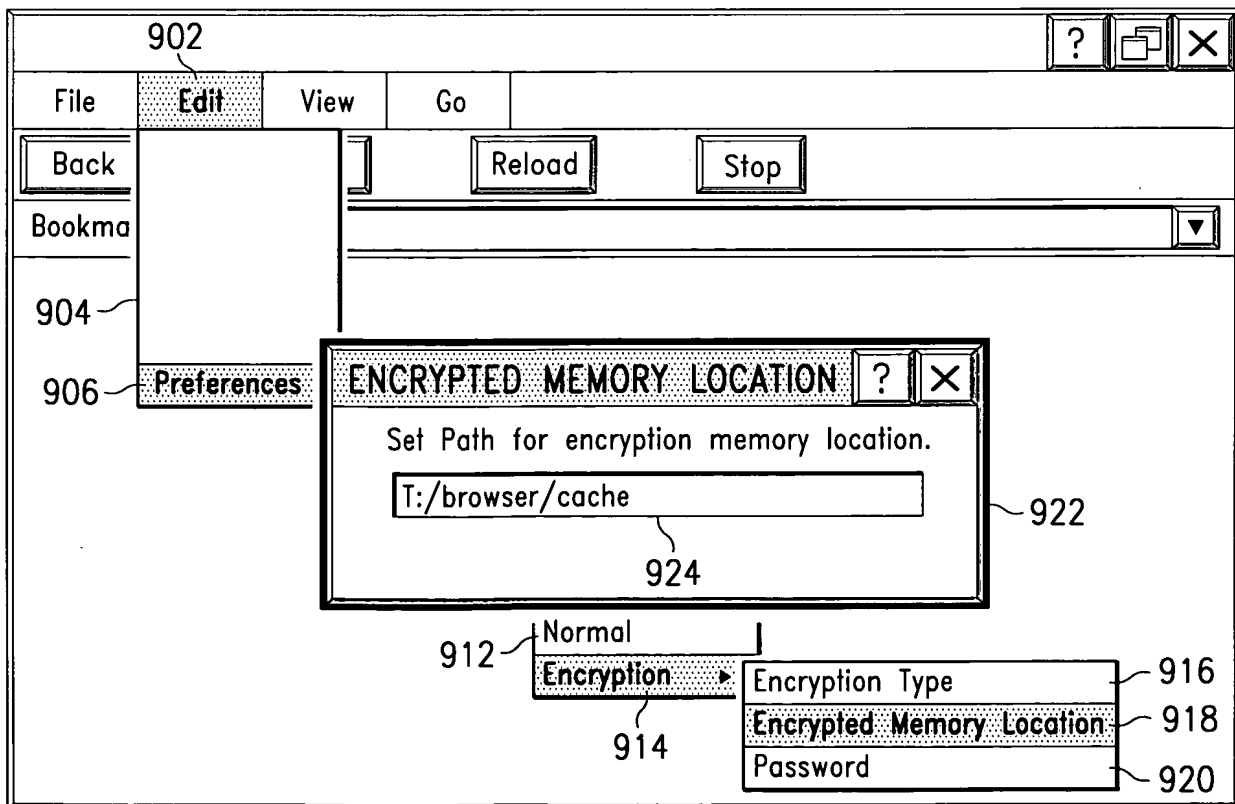 902
?
File Edit View Go
Back Reload Stop
Bookma
904
906 Preferences
ENCRYPTED MEMORY LOCATION ?
Set Path for encryption memory location.
T:/browser/cache
922
924
912 Normal
Encryption
914
Encryption Type 916
Encrypted Memory Location 918
Password 920